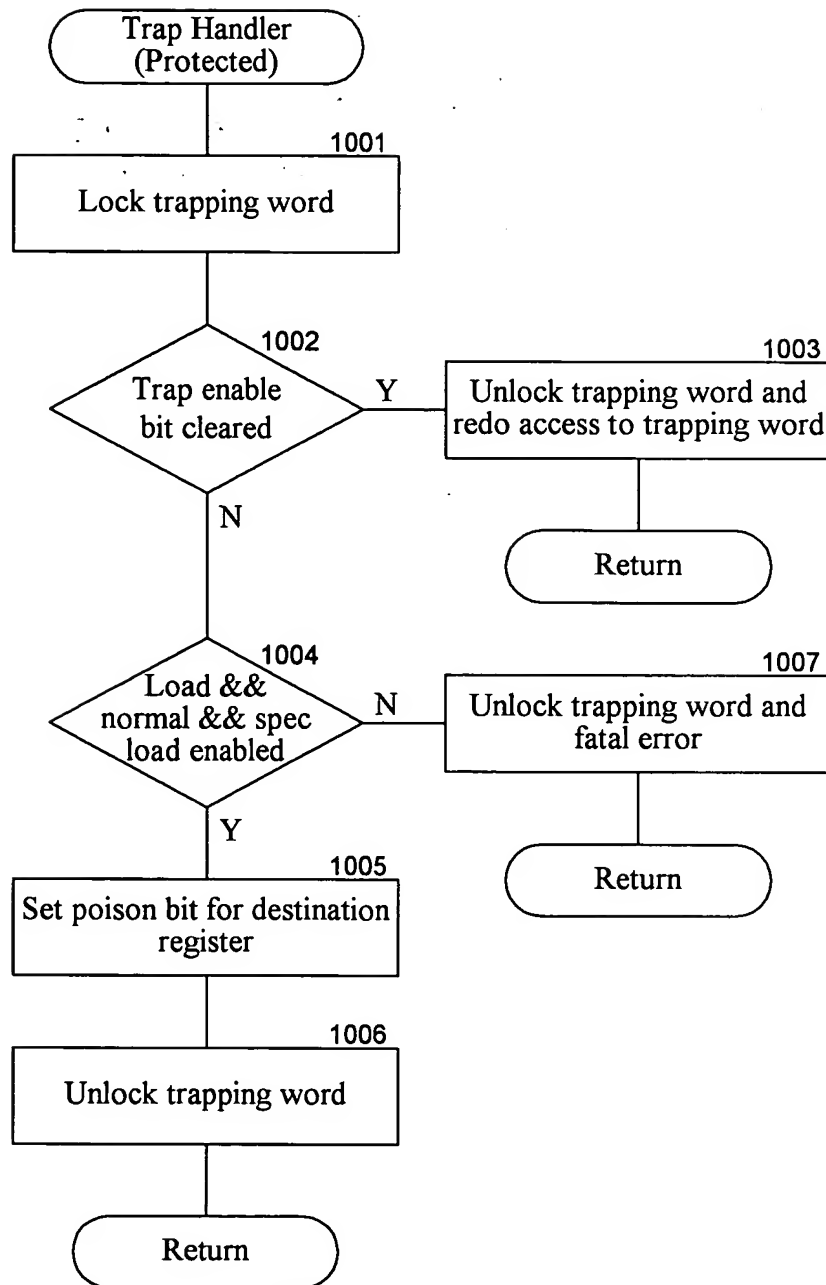 Trap Handler
(Protected)
1001
Lock trapping word
1002
Trap enable
bit cleared
Y
N
1003
Unlock trapping word and
redo access to trapping word
Return
1004
Load &&
normal && spec
load enabled
N
Y
1007
Unlock trapping word and
fatal error
Return
1005
Set poison bit for destination
register
1006
Unlock trapping word
Return